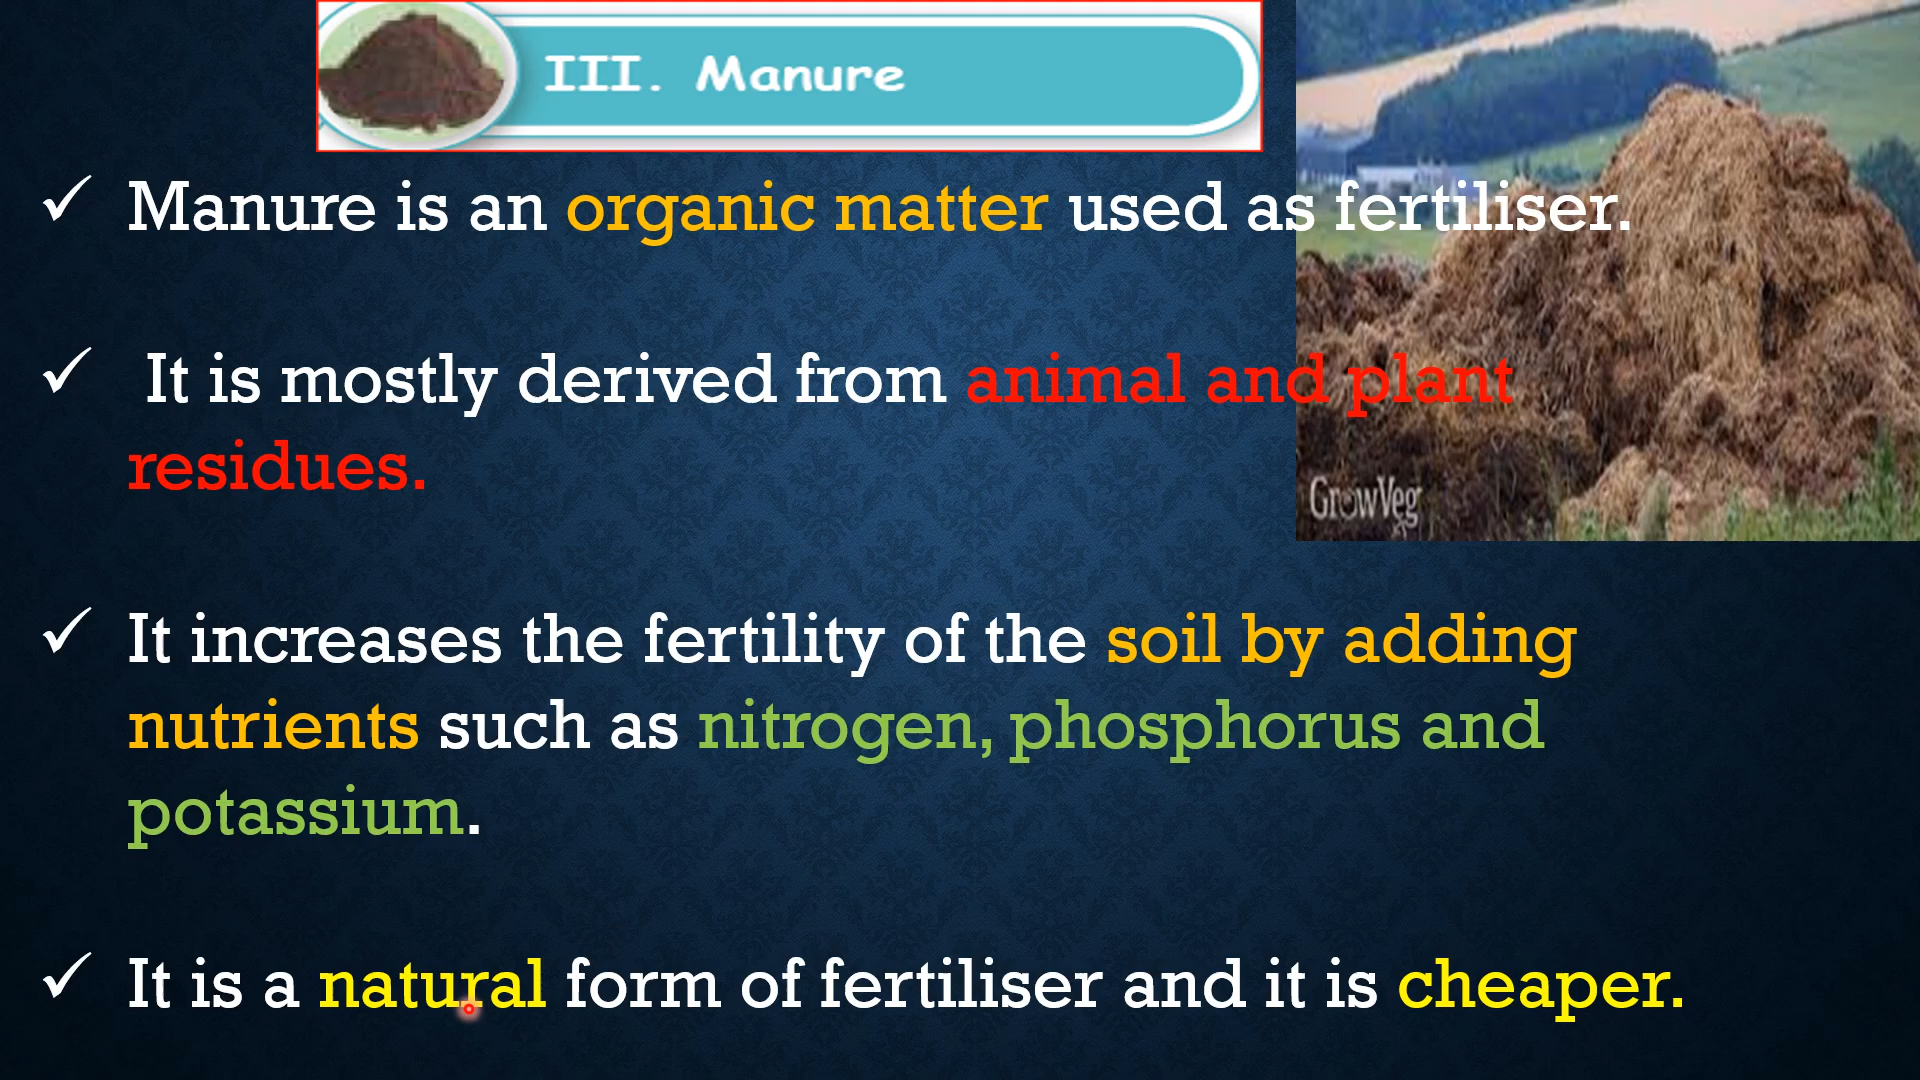 III. Manure
✓ Manure is an organic matter used as fertiliser.
✓ It is mostly derived from animal and plant
residues.
GrowVeg
✓ It increases the fertility of the soil by adding
nutrients such as nitrogen, phosphorus and
potassium.
✓ It is a natural form of fertiliser and it is cheaper.